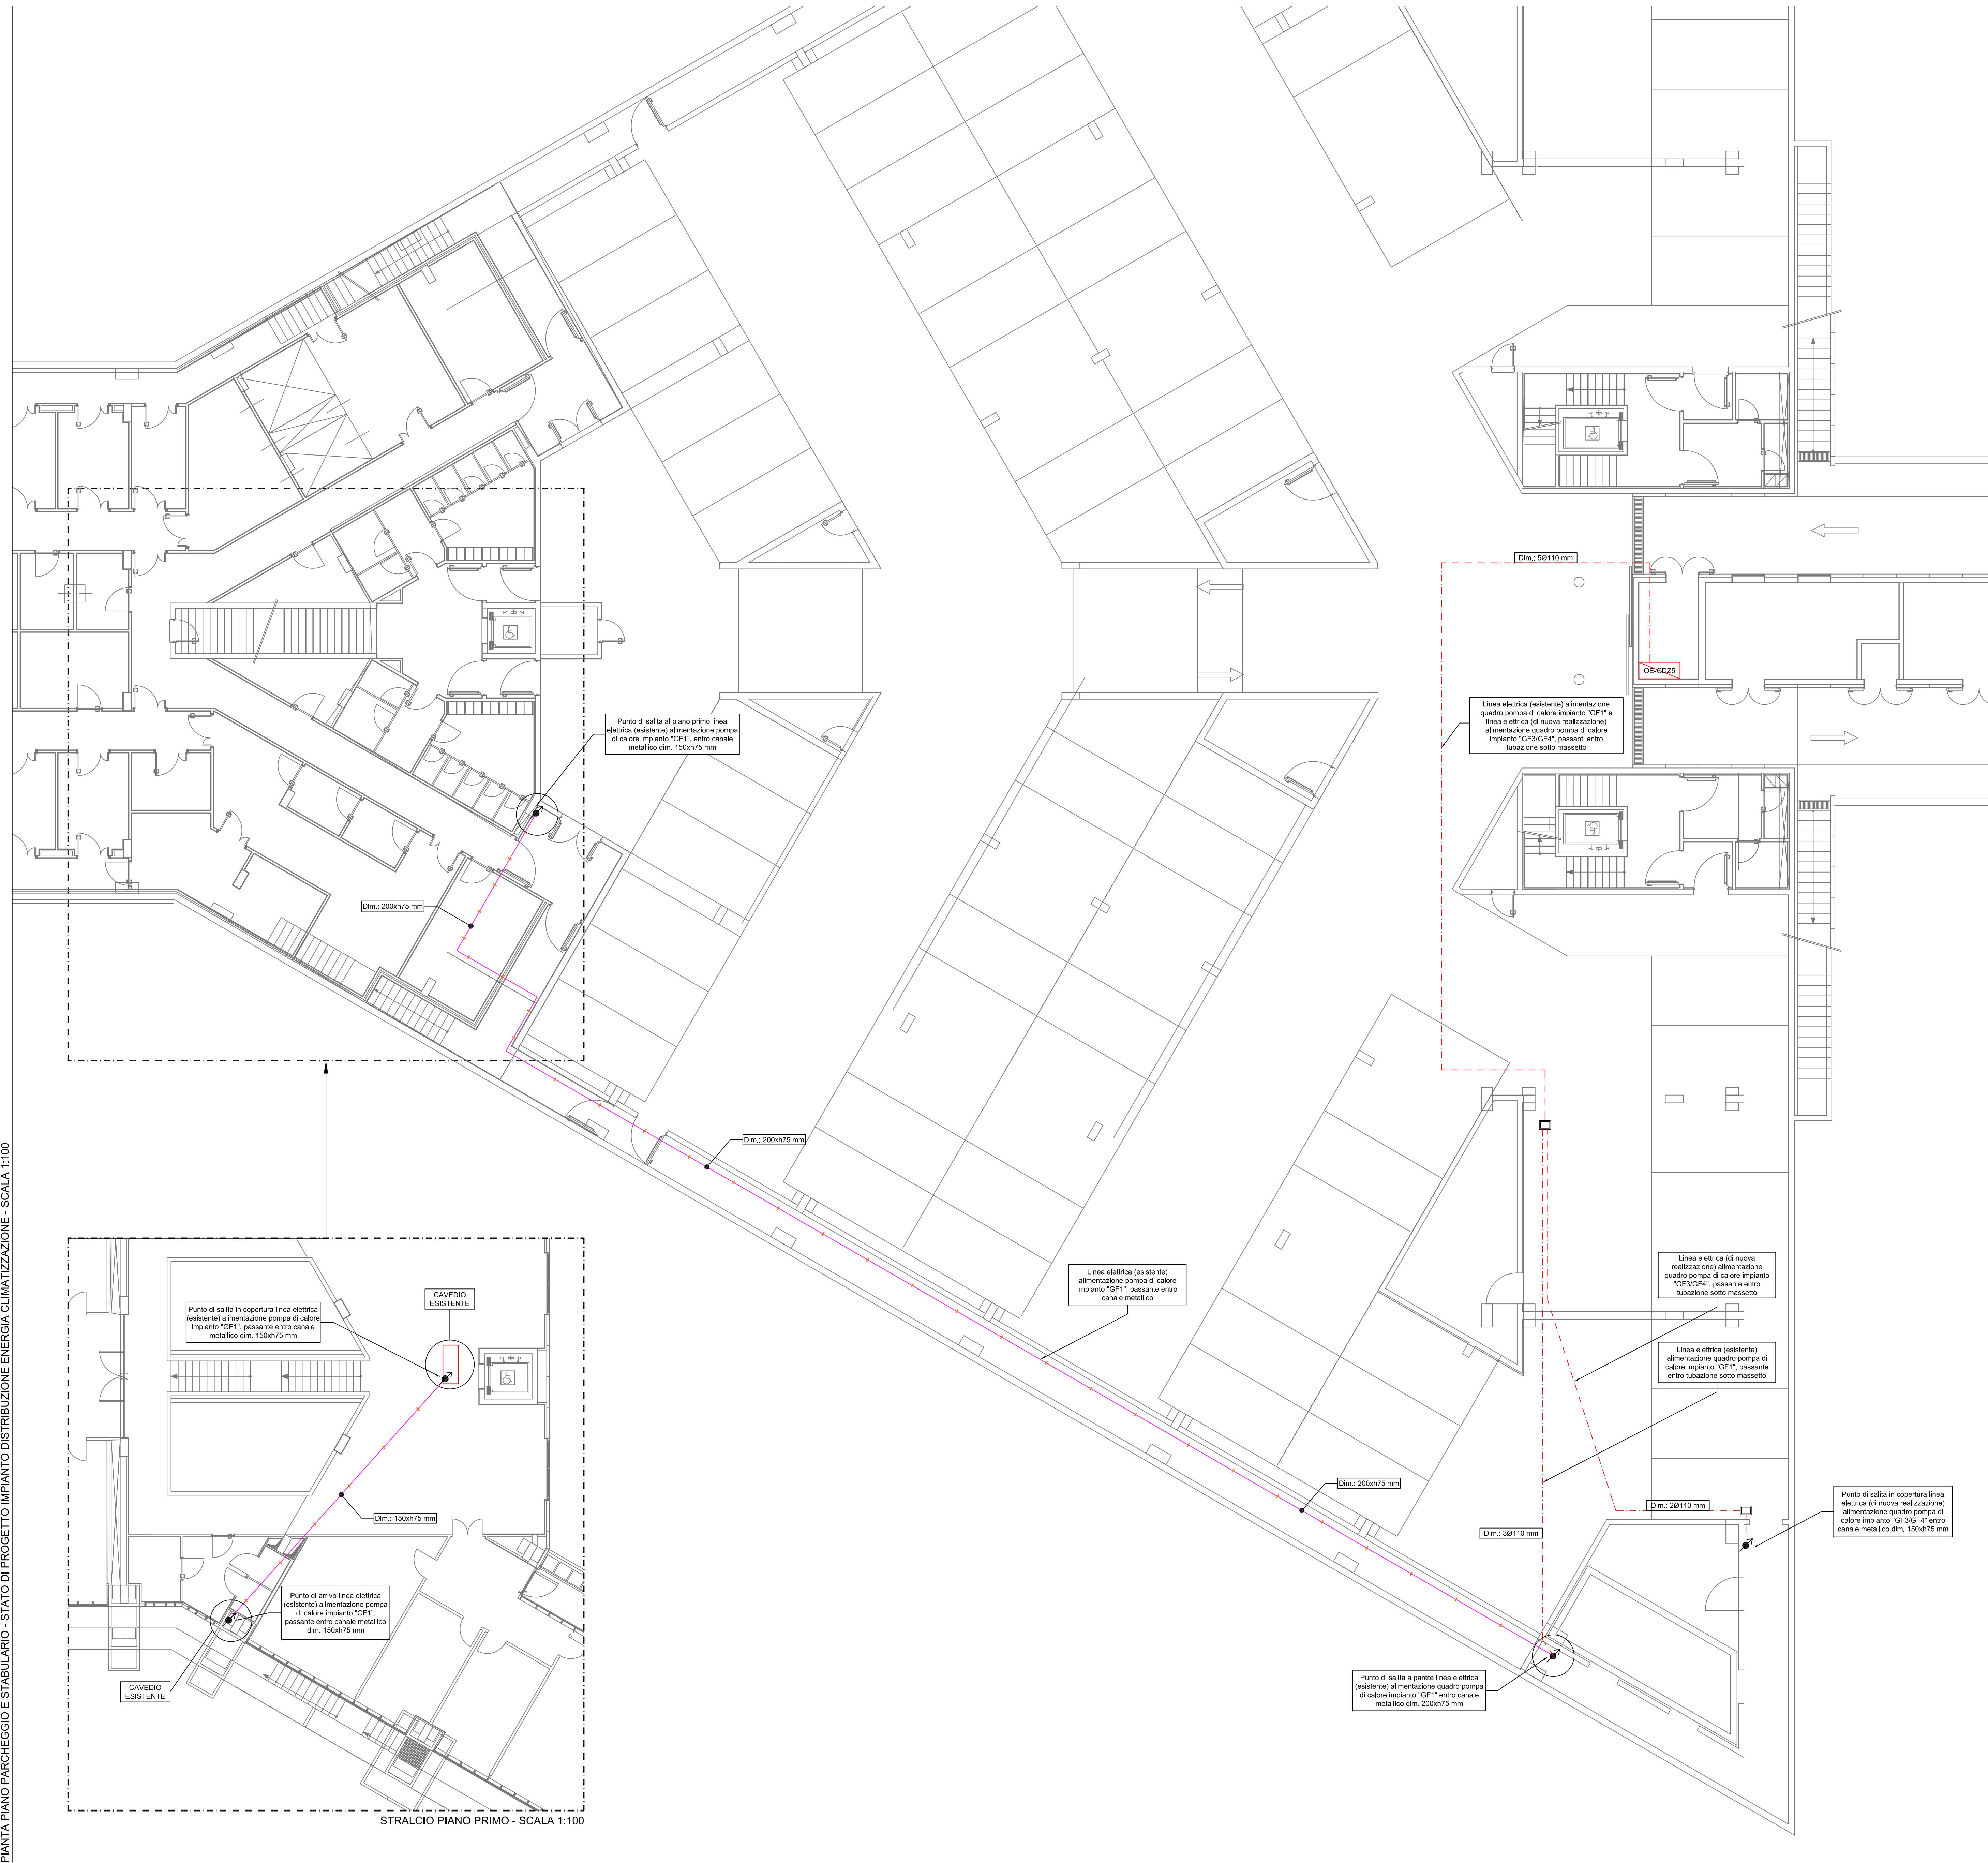 Dim.: 5Ø110 mm
QE-CDZ5
Linea elettrica (esistente) alimentazione
quadro pompa di calore impianto "GF1" e
linea elettrica (di nuova realizzazione)
alimentazione quadro pompa di calore
impianto "GF3/GF4", passanti entro
tubazione sotto massetto
Punto di salita al piano primo linea
elettrica (esistente) alimentazione pompa
di calore impianto "GF1", entro canale
metallico dim. 150xh75 mm
Dim.: 200xh75 mm
Dim.: 200xh75 mm
Linea elettrica (esistente)
alimentazione pompa di calore
impianto "GF1", passante entro
canale metallico
Linea elettrica (di nuova
realizzazione) alimentazione
quadro pompa di calore impianto
"GF3/GF4", passante entro
tubazione sotto massetto
Linea elettrica (esistente)
alimentazione quadro pompa di
calore impianto "GF1", passante
entro tubazione sotto massetto
Dim.: 200xh75 mm
Dim.: 2Ø110 mm
Dim.: 3Ø110 mm
Punto di salita in copertura linea
elettrica (di nuova realizzazione)
alimentazione quadro pompa di
calore impianto "GF3/GF4" entro
canale metallico dim. 150xh75 mm
Punto di salita a parete linea elettrica
(esistente) alimentazione quadro pompa
di calore impianto "GF1" entro canale
metallico dim. 200xh75 mm
CAVEDIO
ESISTENTE
Punto di salita in copertura linea elettrica
(esistente) alimentazione pompa di calore
impianto "GF1", passante entro canale
metallico dim. 150xh75 mm
Dim.: 150xh75 mm
Punto di arrivo linea elettrica
(esistente) alimentazione pompa
di calore impianto "GF1",
passante entro canale metallico
dim. 150xh75 mm
CAVEDIO
ESISTENTE
STRALCIO PIANO PRIMO - SCALA 1:100
PIANTA PIANO PARCHEGGIO E STABULARIO - STATO DI PROGETTO IMPIANTO DISTRIBUZIONE ENERGIA CLIMATIZZAZIONE - SCALA 1:100